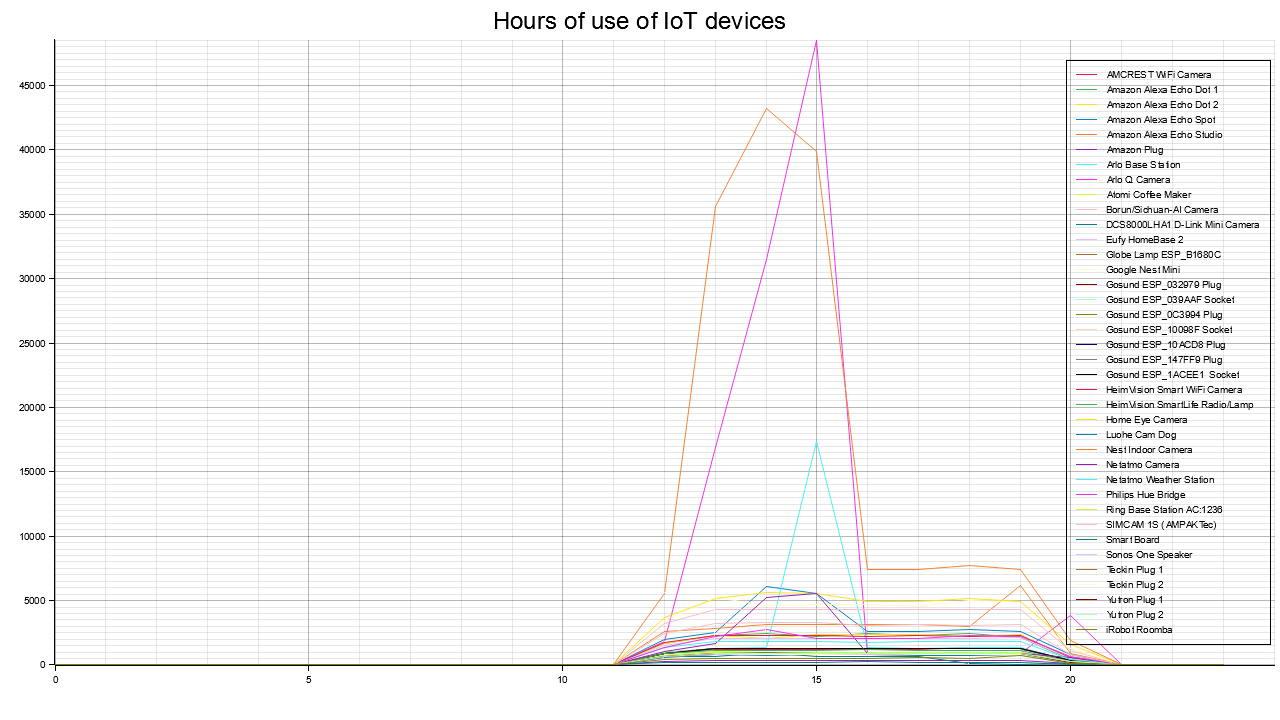 Hours of use of IoT devices
45000
40000
35000
30000
25000
20000
15000
10000
5000
0
0
5
10
15
20
AMCREST WiFi Camera
Amazon Alexa Echo Dot 1
Amazon Alexa Echo Dot 2
Amazon Alexa Echo Spot
Amazon Alexa Echo Studio
Amazon Plug
Arlo Base Station
Arlo Q Camera
Atomi Coffee Maker
Borun/Sichuan-AI Camera
DCS8000LHA1 D-Link Mini Camera
Eufy HomeBase 2
Globe Lamp ESP_B1680C
Google Nest Mini
Gosund ESP_032979 Plug
Gosund ESP_039AAF Socket
Gosund ESP_0C3994 Plug
Gosund ESP_10098F Socket
Gosund ESP_10ACD8 Plug
Gosund ESP_147FF9 Plug
Gosund ESP_1ACEE1 Socket
HeimVision Smart WiFi Camera
HeimVision SmartLife Radio/Lamp
Home Eye Camera
Luohe Cam Dog
Nest Indoor Camera
Netatmo Camera
Netatmo Weather Station
Philips Hue Bridge
Ring Base Station AC:1236
SIMCAM 1S (AMPAKTec)
Smart Board
Sonos One Speaker
Teckin Plug 1
Teckin Plug 2
Yutron Plug 1
Yutron Plug 2
iRobot Roomba